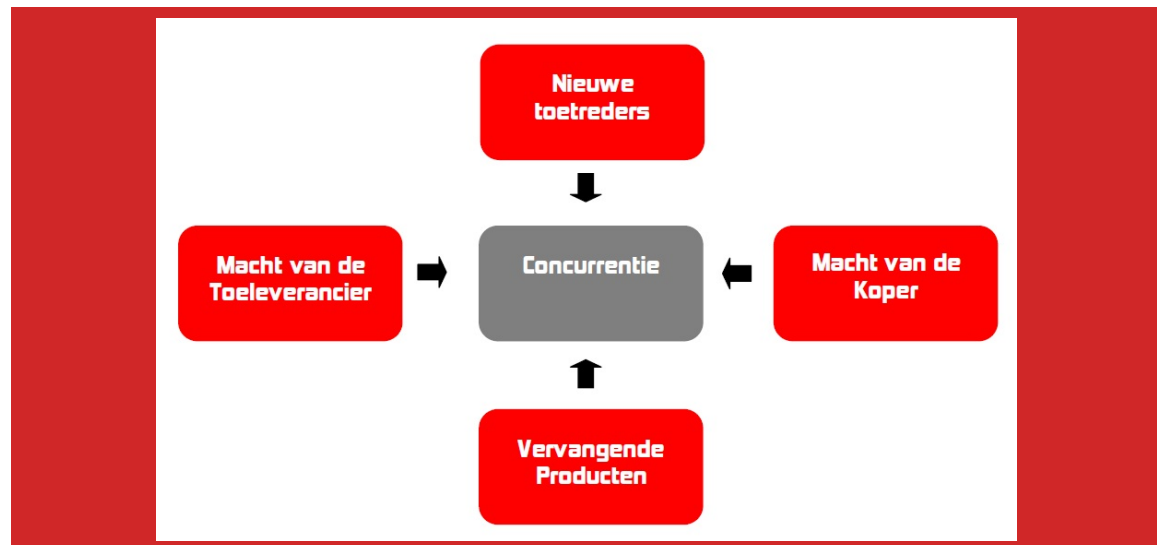 Nieuwe
toetreders
Macht van de
Toeleverancier
Concurrentie
Macht van de
Koper
Vervangende
Producten